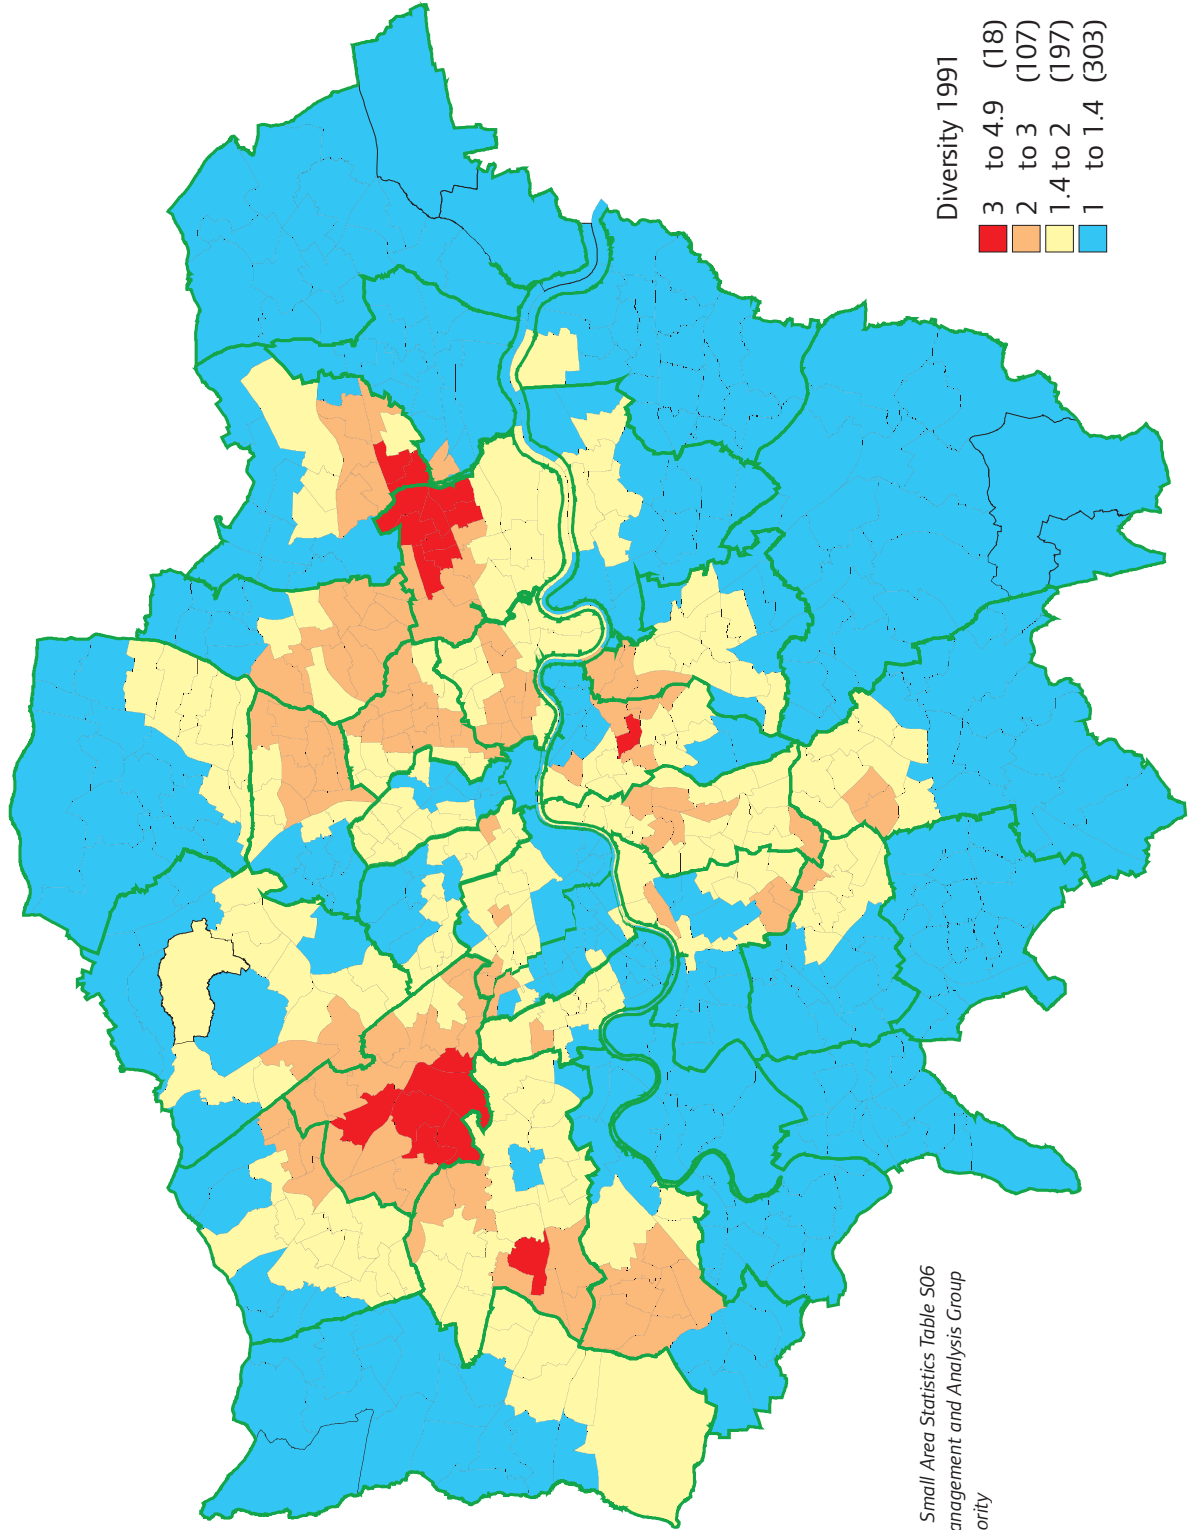 Diversity 1991
3 to 4.9 (18)
2 to 3 (107)
1.4 to 2 (197)
1 to 1.4 (303)
Small Area Statistics Table S06
anagement and Analysis Group
ority